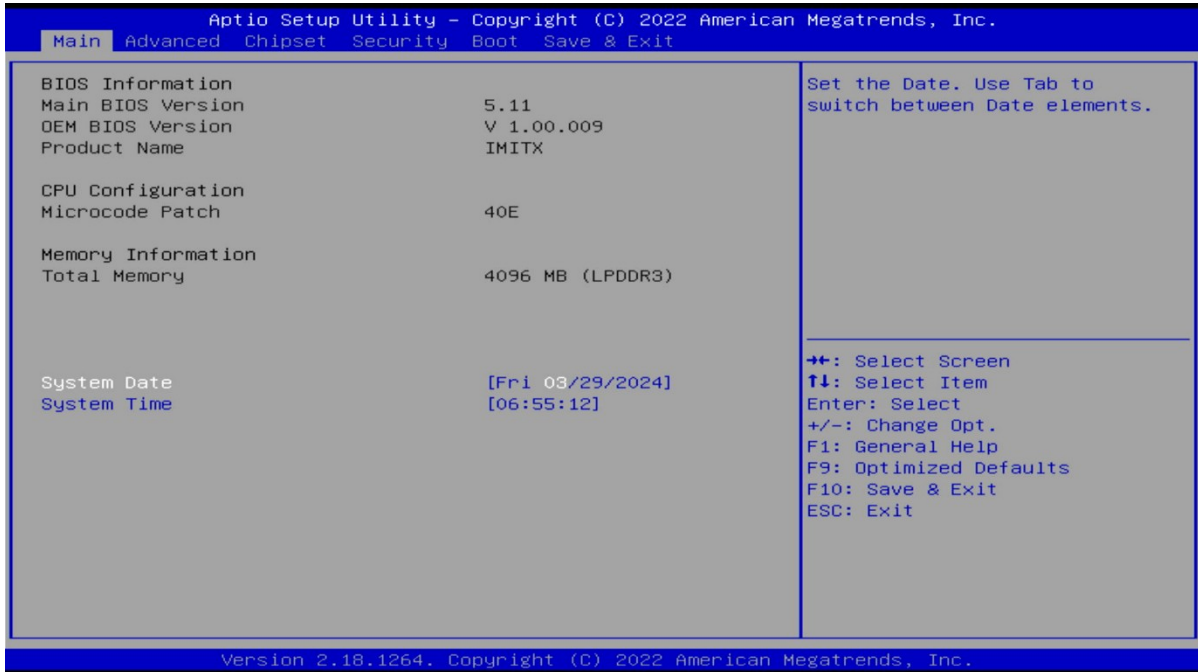 Aptio Setup Utility – Copyright (C) 2022 American Megatrends, Inc.
Main Advanced Chipset Security Boot Save & Exit
BIOS Information
Main BIOS Version 5.11
OEM BIOS Version V 1.00.009
Product Name IMITX
CPU Configuration
Microcode Patch 40E
Memory Information
Total Memory 4096 MB (LPDDR3)
System Date [Fri 03/29/2024]
System Time [06:55:12]
Set the Date. Use Tab to
switch between Date elements.
→←: Select Screen
↑↓: Select Item
Enter: Select
+/-: Change Opt.
F1: General Help
F9: Optimized Defaults
F10: Save & Exit
ESC: Exit
Version 2.18.1264. Copyright (C) 2022 American Megatrends, Inc.